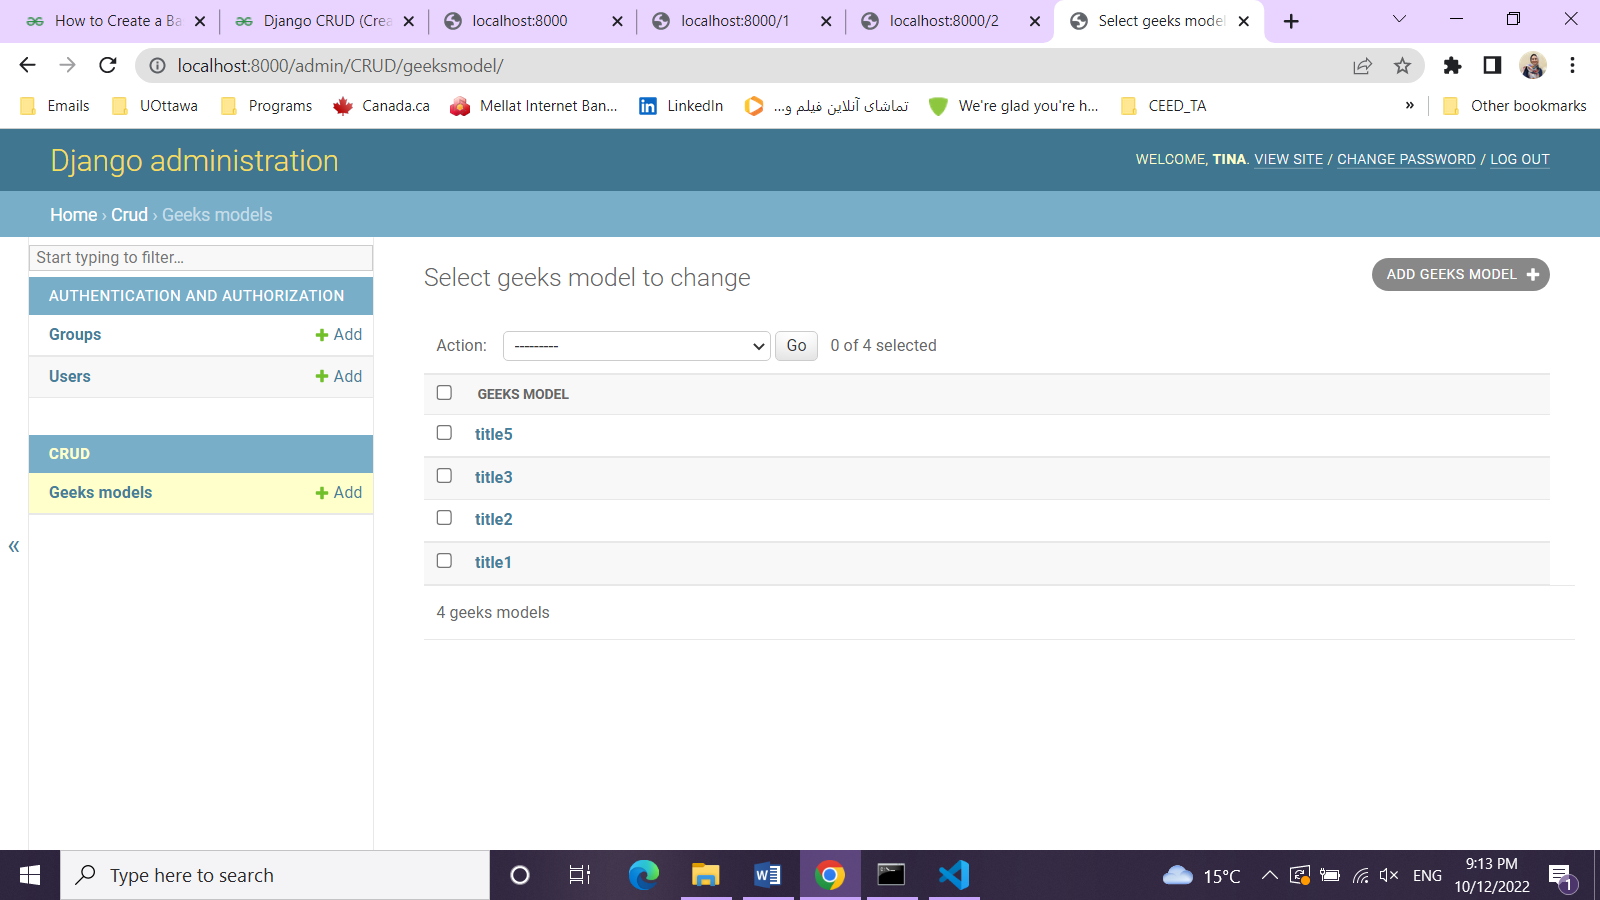 How to Create a Ba
Django CRUD (Crea
localhost:8000
localhost:8000/1
localhost:8000/2
Select geeks model
localhost:8000/admin/CRUD/geeksmodel/
Emails
UOttawa
Programs
Canada.ca
Mellat Internet Ban...
LinkedIn
تماشای آنلاین فیلم و...
We're glad you're h...
CEED_TA
»
Other bookmarks
Django administration
WELCOME, TINA. VIEW SITE / CHANGE PASSWORD / LOG OUT
Home › Crud › Geeks models
Start typing to filter...
AUTHENTICATION AND AUTHORIZATION
Groups
Add
Users
Add
CRUD
Geeks models
Add
«
Select geeks model to change
ADD GEEKS MODEL
Action: --------- Go 0 of 4 selected
GEEKS MODEL
title5
title3
title2
title1
4 geeks models
Type here to search
15°C
ENG
9:13 PM
10/12/2022
1